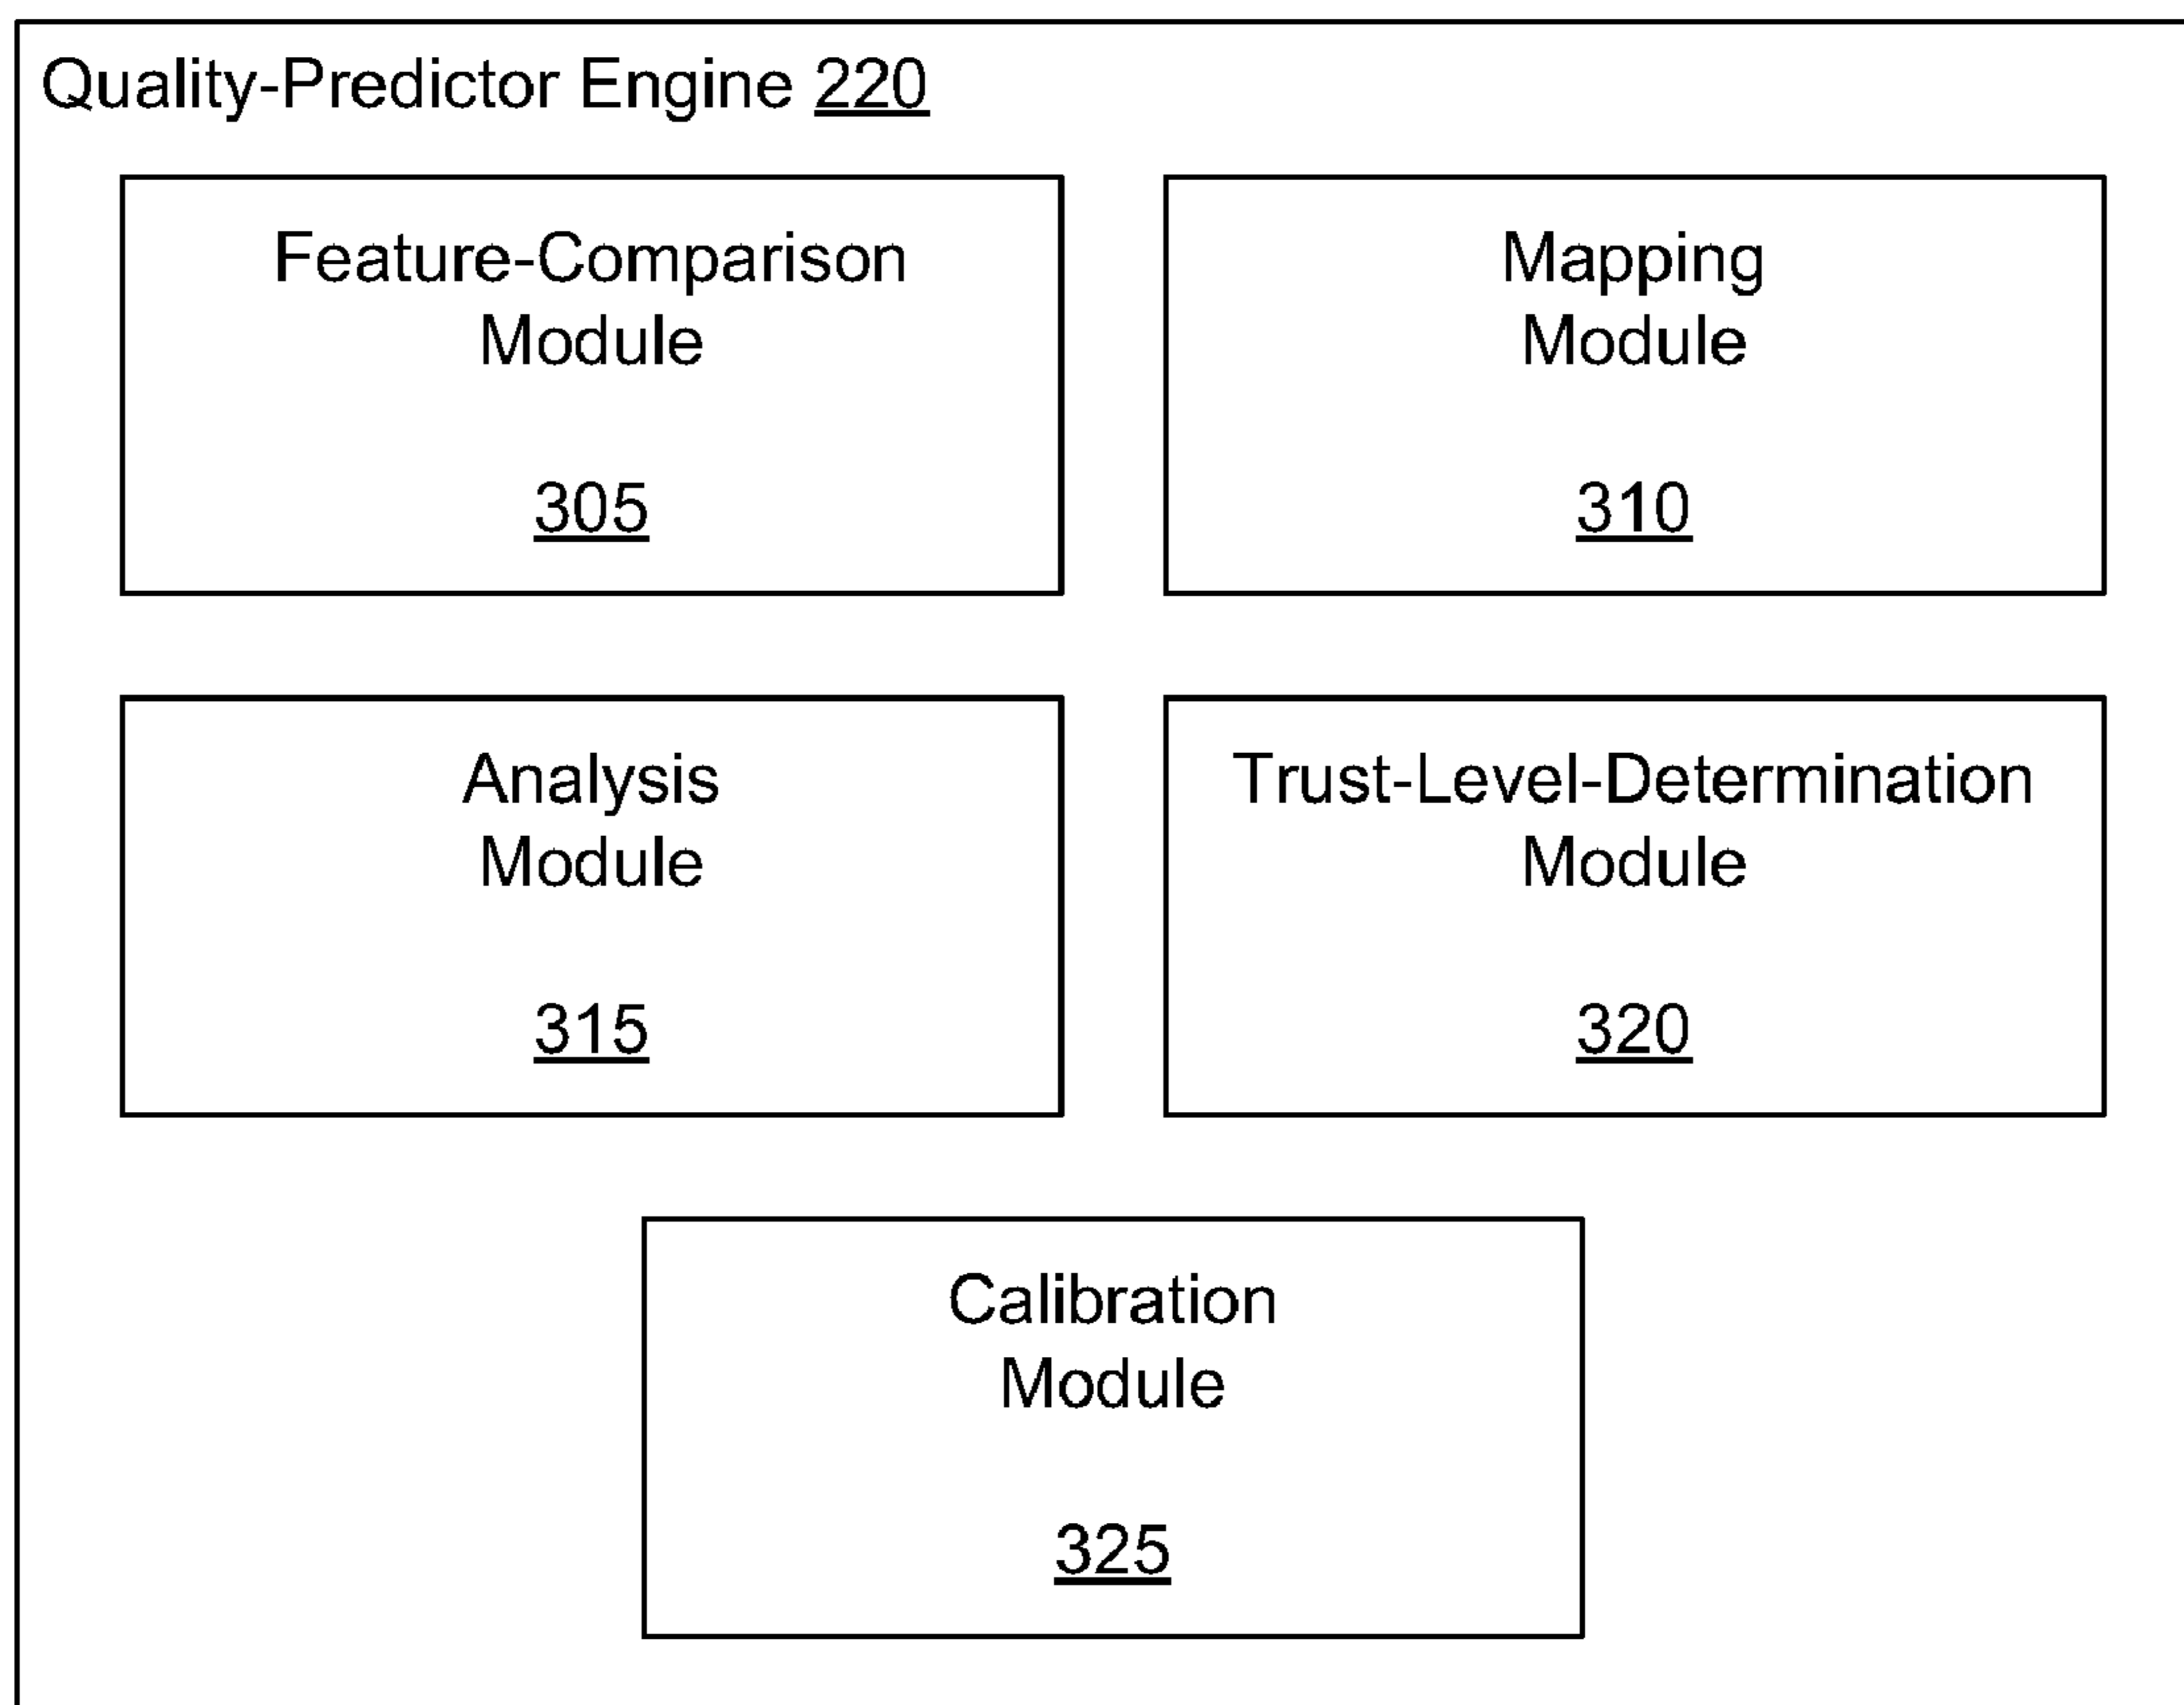 Quality-Predictor Engine 220
Feature-Comparison
Module
305
Mapping
Module
310
Analysis
Module
315
Trust-Level-Determination
Module
320
Calibration
Module
325